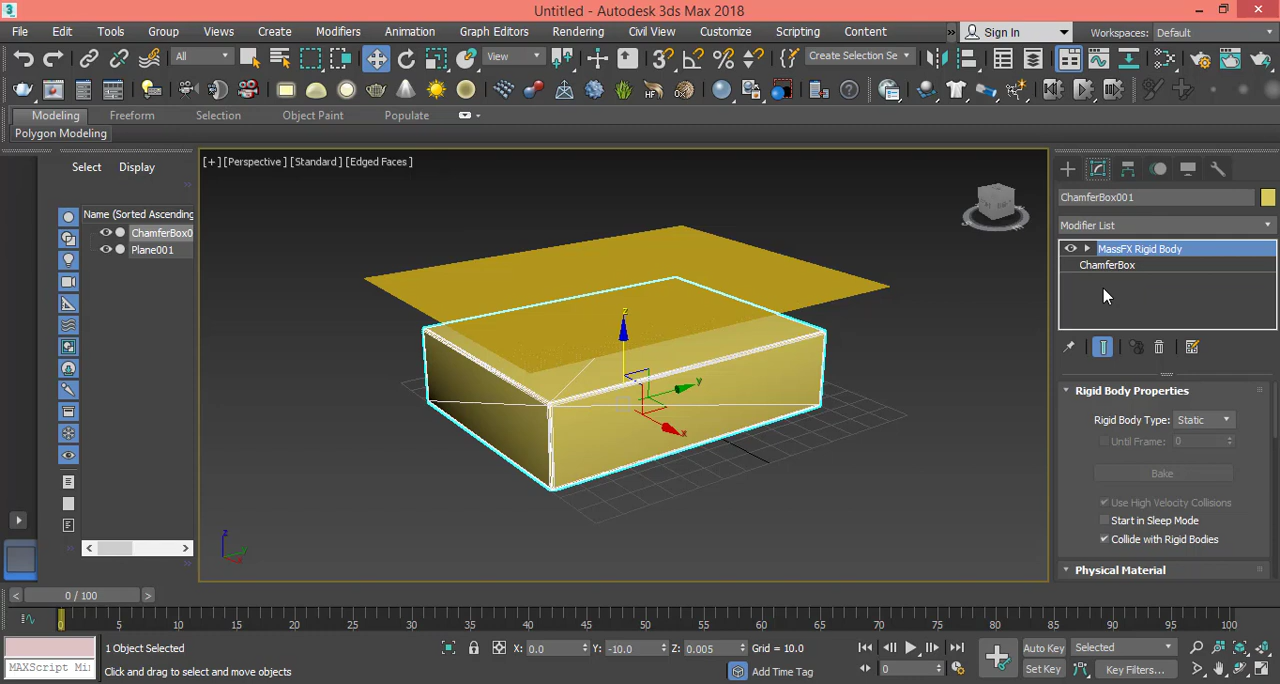 Untitled - Autodesk 3ds Max 2018
File Edit Tools Group Views Create Modifiers Animation Graph Editors Rendering Civil View Customize Scripting Content Sign In Workspaces: Default
All View Create Selection Se
Modeling Freeform Selection Object Paint Populate
Polygon Modeling
Select Display
Name (Sorted Ascending
ChamferBox0
Plane001
[+] [Perspective] [Standard] [Edged Faces]
z
y
x
z
ChamferBox001
Modifier List
MassFX Rigid Body
ChamferBox
Rigid Body Properties
Rigid Body Type: Static
Until Frame: 0
Bake
Use High Velocity Collisions
Start in Sleep Mode
Collide with Rigid Bodies
Physical Material
0 / 100
0 5 10 15 20 25 30 35 40 45 50 55 60 65 70 75 80 85 90 95 100
1 Object Selected
X: 0.0 Y: -10.0 Z: 0.005 Grid = 10.0
Auto Key Selected
MAXScript Mi
Click and drag to select and move objects
Add Time Tag
0
Set Key Key Filters...